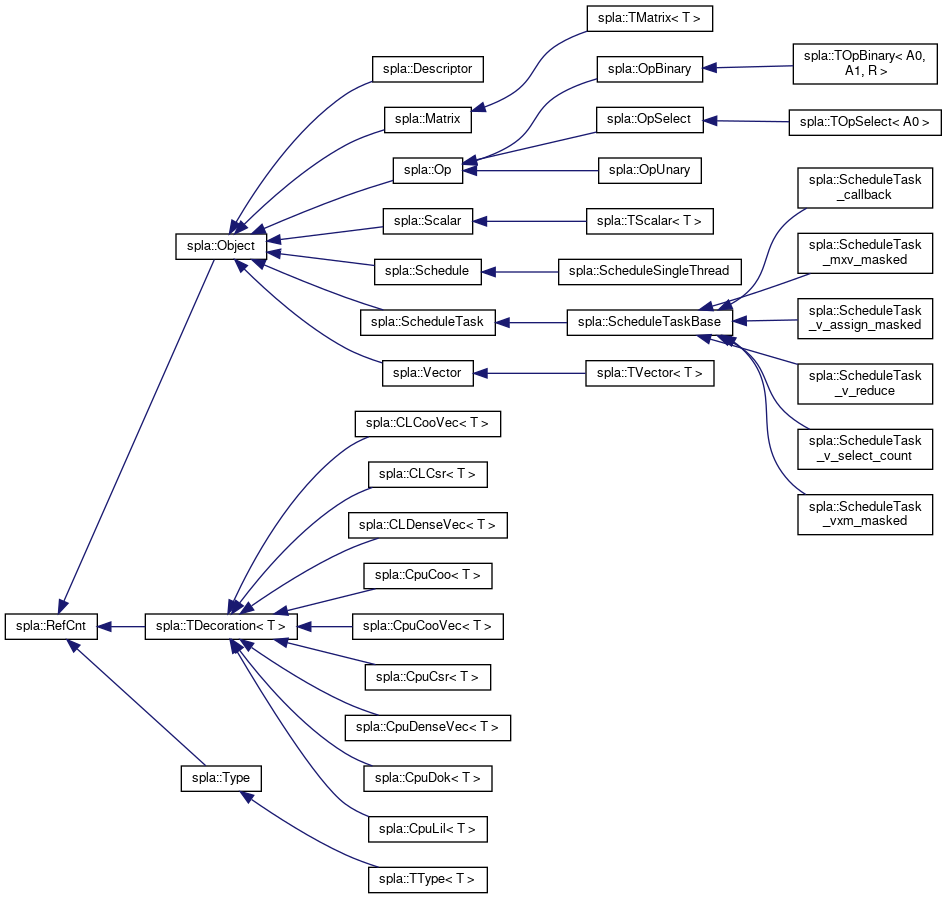 spla::TMatrix< T >
spla::Descriptor
spla::OpBinary
spla::TOpBinary< A0,
A1, R >
spla::Matrix
spla::OpSelect
spla::TOpSelect< A0 >
spla::Op
spla::OpUnary
spla::ScheduleTask
_callback
spla::Scalar
spla::TScalar< T >
spla::Object
spla::ScheduleTask
_mxv_masked
spla::Schedule
spla::ScheduleSingleThread
spla::ScheduleTask
spla::ScheduleTaskBase
spla::ScheduleTask
_v_assign_masked
spla::Vector
spla::TVector< T >
spla::ScheduleTask
_v_reduce
spla::CLCooVec< T >
spla::ScheduleTask
_v_select_count
spla::CLCsr< T >
spla::ScheduleTask
_vxm_masked
spla::CLDenseVec< T >
spla::CpuCoo< T >
spla::RefCnt
spla::TDecoration< T >
spla::CpuCooVec< T >
spla::CpuCsr< T >
spla::CpuDenseVec< T >
spla::Type
spla::CpuDok< T >
spla::CpuLil< T >
spla::TType< T >